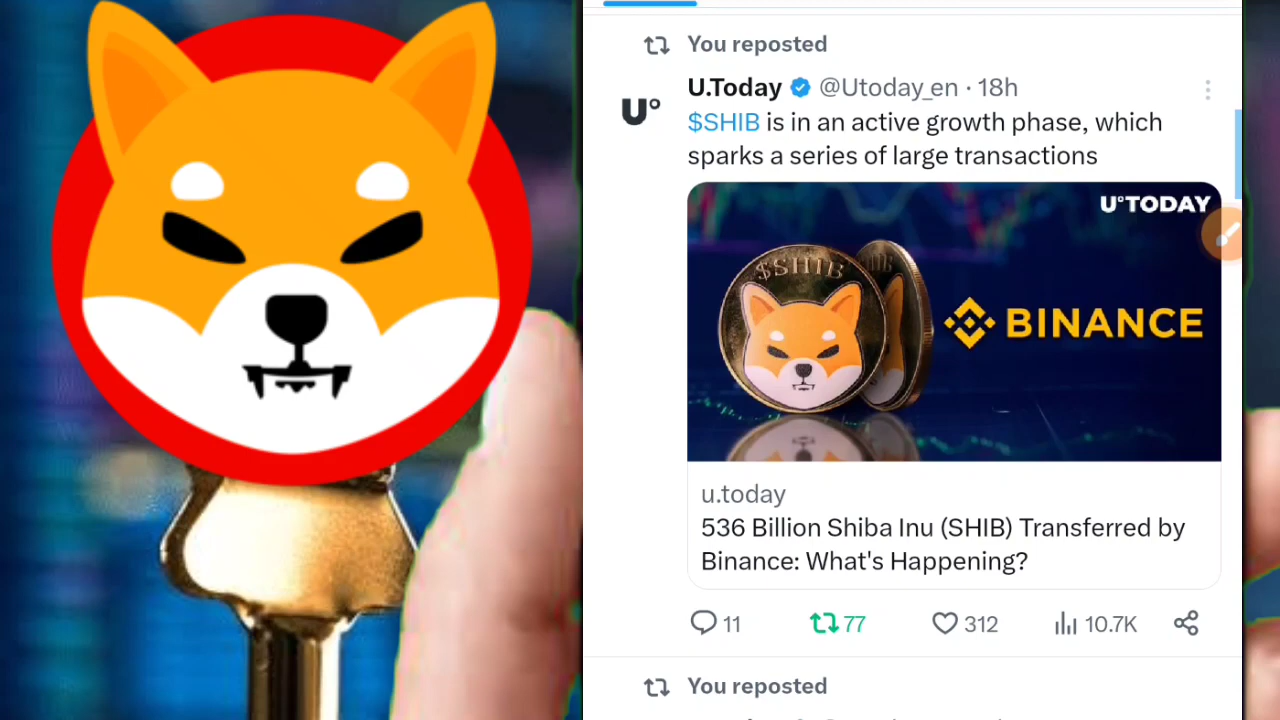 You reposted
U.Today @Utoday_en · 18h
$SHIB is in an active growth phase, which
sparks a series of large transactions
U°TODAY
$SHIB
BINANCE
U°
u.today
536 Billion Shiba Inu (SHIB) Transferred by
Binance: What's Happening?
11 77 312 10.7K
You reposted